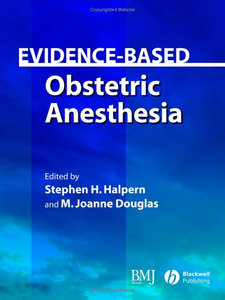 EVIDENCE-BASED
Obstetric
Anesthesia
Edited by
Stephen H. Halpern
and M. Joanne Douglas
BMJ
Books
Blackwell
Publishing